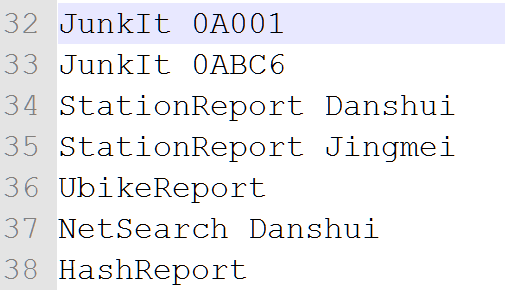 32 JunkIt 0A001
33 JunkIt 0ABC6
34 StationReport Danshui
35 StationReport Jingmei
36 UbikeReport
37 NetSearch Danshui
38 HashReport